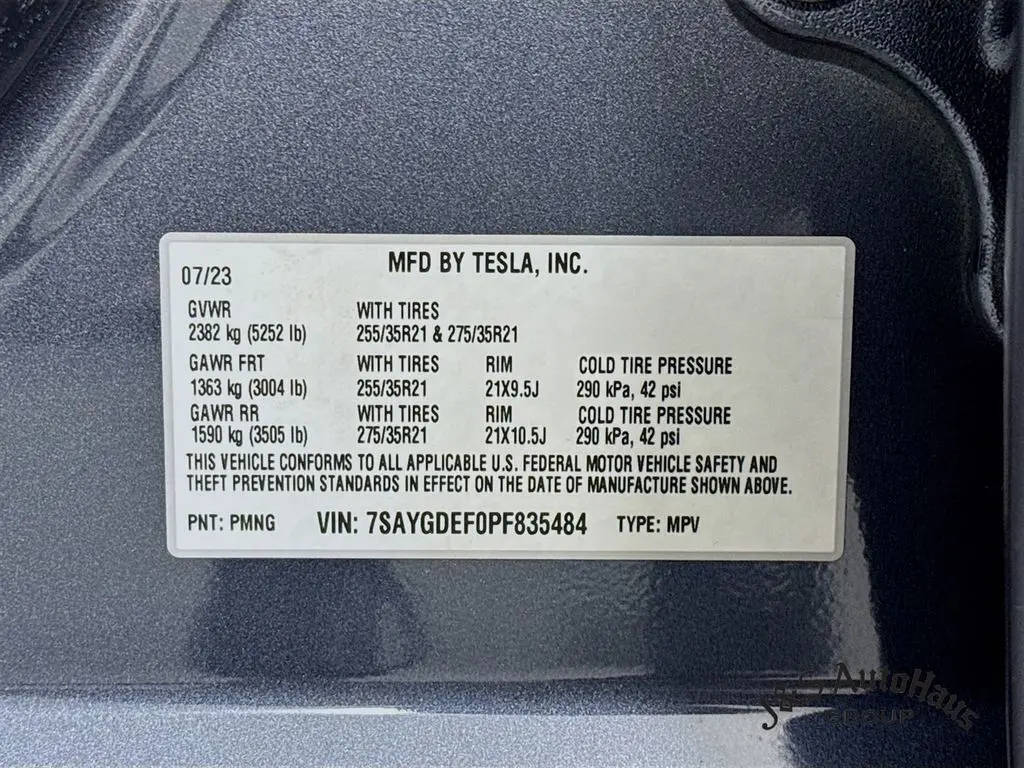 MFD BY TESLA, INC.
07/23
GVWR WITH TIRES
2382 kg (5252 lb) 255/35R21 & 275/35R21
GAWR FRT WITH TIRES RIM COLD TIRE PRESSURE
1363 kg (3004 lb) 255/35R21 21X9.5J 290 kPa, 42 psi
GAWR RR WITH TIRES RIM COLD TIRE PRESSURE
1590 kg (3505 lb) 275/35R21 21X10.5J 290 kPa, 42 psi
THIS VEHICLE CONFORMS TO ALL APPLICABLE U.S. FEDERAL MOTOR VEHICLE SAFETY AND
THEFT PREVENTION STANDARDS IN EFFECT ON THE DATE OF MANUFACTURE SHOWN ABOVE.
PNT: PMNG VIN: 7SAYGDEF0PF835484 TYPE: MPV
AutoHaus
GROUP